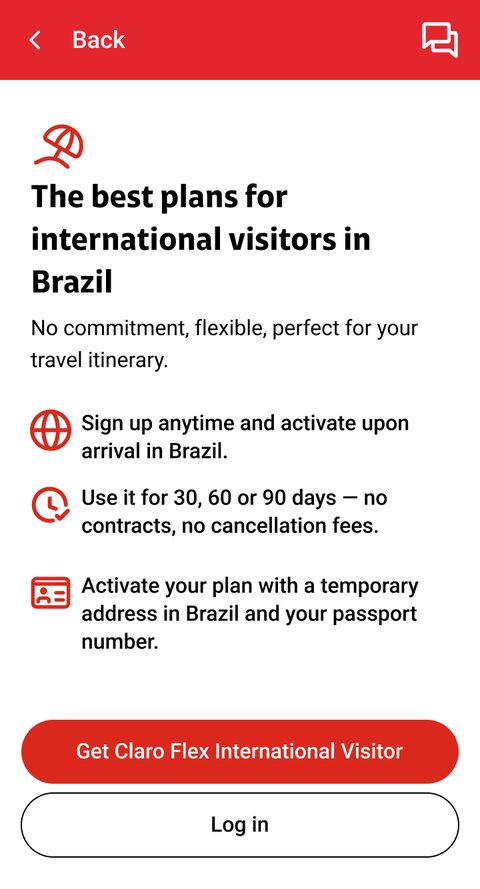 Back
The best plans for
international visitors in
Brazil
No commitment, flexible, perfect for your
travel itinerary.
Sign up anytime and activate upon
arrival in Brazil.
Use it for 30, 60 or 90 days — no
contracts, no cancellation fees.
Activate your plan with a temporary
address in Brazil and your passport
number.
Get Claro Flex International Visitor
Log in